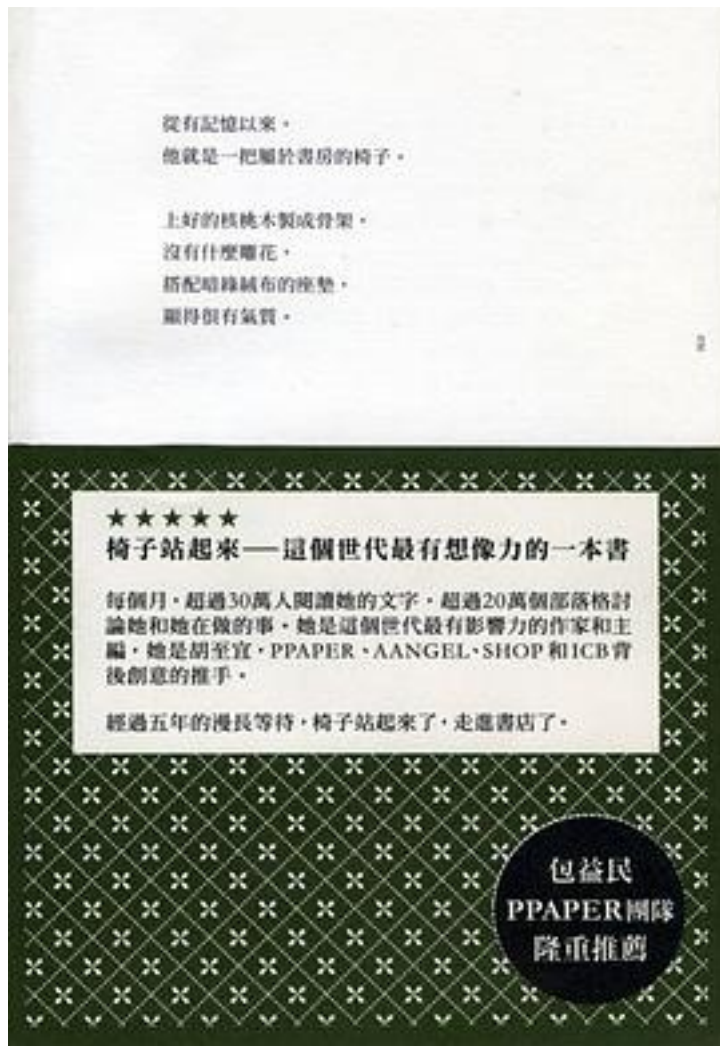 從有記憶以來，
他就是一把屬於書房的椅子。
上好的核桃木製成骨架，
沒有什麼雕花，
搭配暗綠絨布的座墊，
顯得很有氣質。
★★★★★
椅子站起來——這個世代最有想像力的一本書
每個月，超過30萬人閱讀她的文字，超過20萬個部落格討
論她和她在做的事。她是這個世代最有影響力的作家和主
編，她是胡至宜，PPAPER、AANGEL、SHOP和ICB背
後創意的推手。
經過五年的漫長等待，椅子站起來了，走進書店了。
包益民
PPAPER團隊
隆重推薦